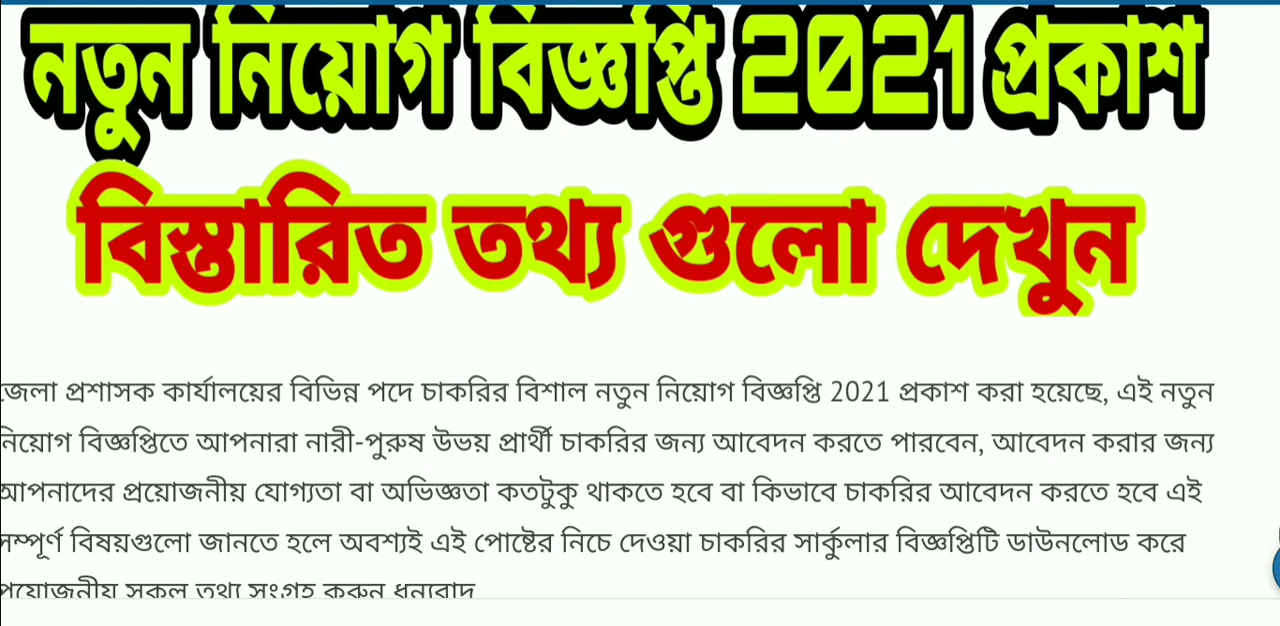 নতুন নিয়োগ বিজ্ঞপ্তি 2021 প্রকাশ
বিস্তারিত তথ্য গুলো দেখুন
জেলা প্রশাসক কার্যালয়ের বিভিন্ন পদে চাকরির বিশাল নতুন নিয়োগ বিজ্ঞপ্তি 2021 প্রকাশ করা হয়েছে, এই নতুন
নিয়োগ বিজ্ঞপ্তিতে আপনারা নারী-পুরুষ উভয় প্রার্থী চাকরির জন্য আবেদন করতে পারবেন, আবেদন করার জন্য
আপনাদের প্রয়োজনীয় যোগ্যতা বা অভিজ্ঞতা কতটুকু থাকতে হবে বা কিভাবে চাকরির আবেদন করতে হবে এই
সম্পূর্ণ বিষয়গুলো জানতে হলে অবশ্যই এই পোষ্টের নিচে দেওয়া চাকরির সার্কুলার বিজ্ঞপ্তিটি ডাউনলোড করে
প্রয়োজনীয় সকল তথ্য সংগ্রহ করুন ধন্যবাদ